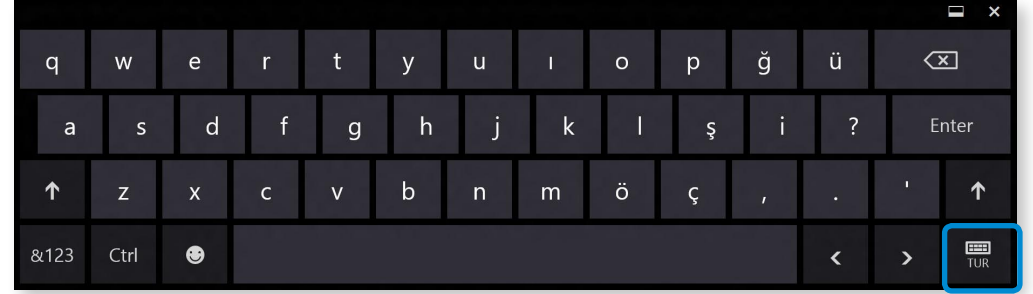 q w e r t y u ı o p ğ ü
a s d f g h j k l ş i ? Enter
z x c v b n m ö ç , . '
&123 Ctrl < >
TUR